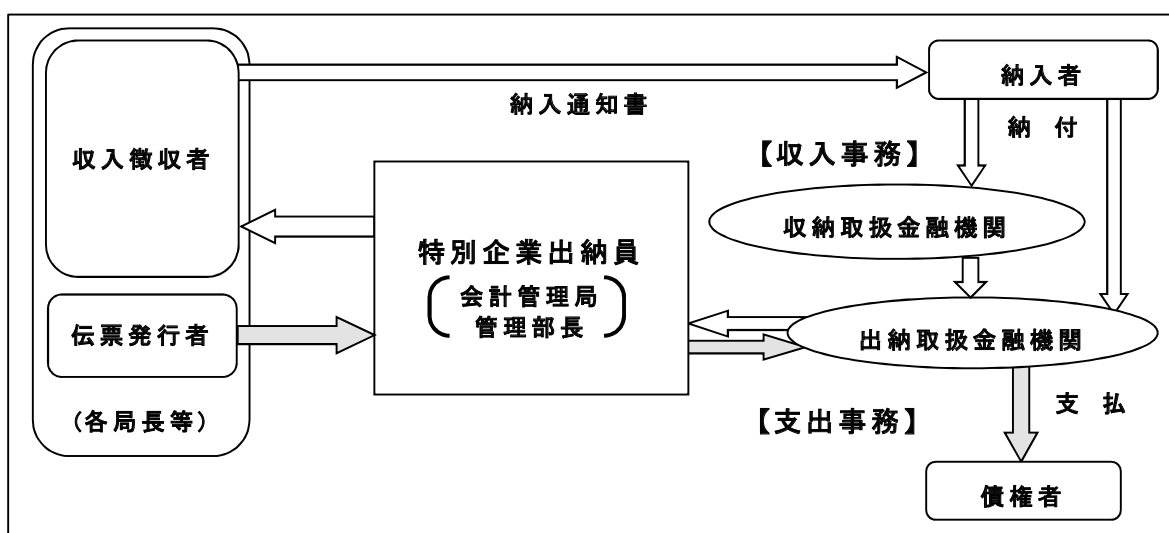 納入者
納入通知書
納　付
収入徴収者
【収入事務】
収納取扱金融機関
特別企業出納員
会計管理局
管理部長
伝票発行者
出納取扱金融機関
(各局長等)
【支出事務】
支　払
債権者